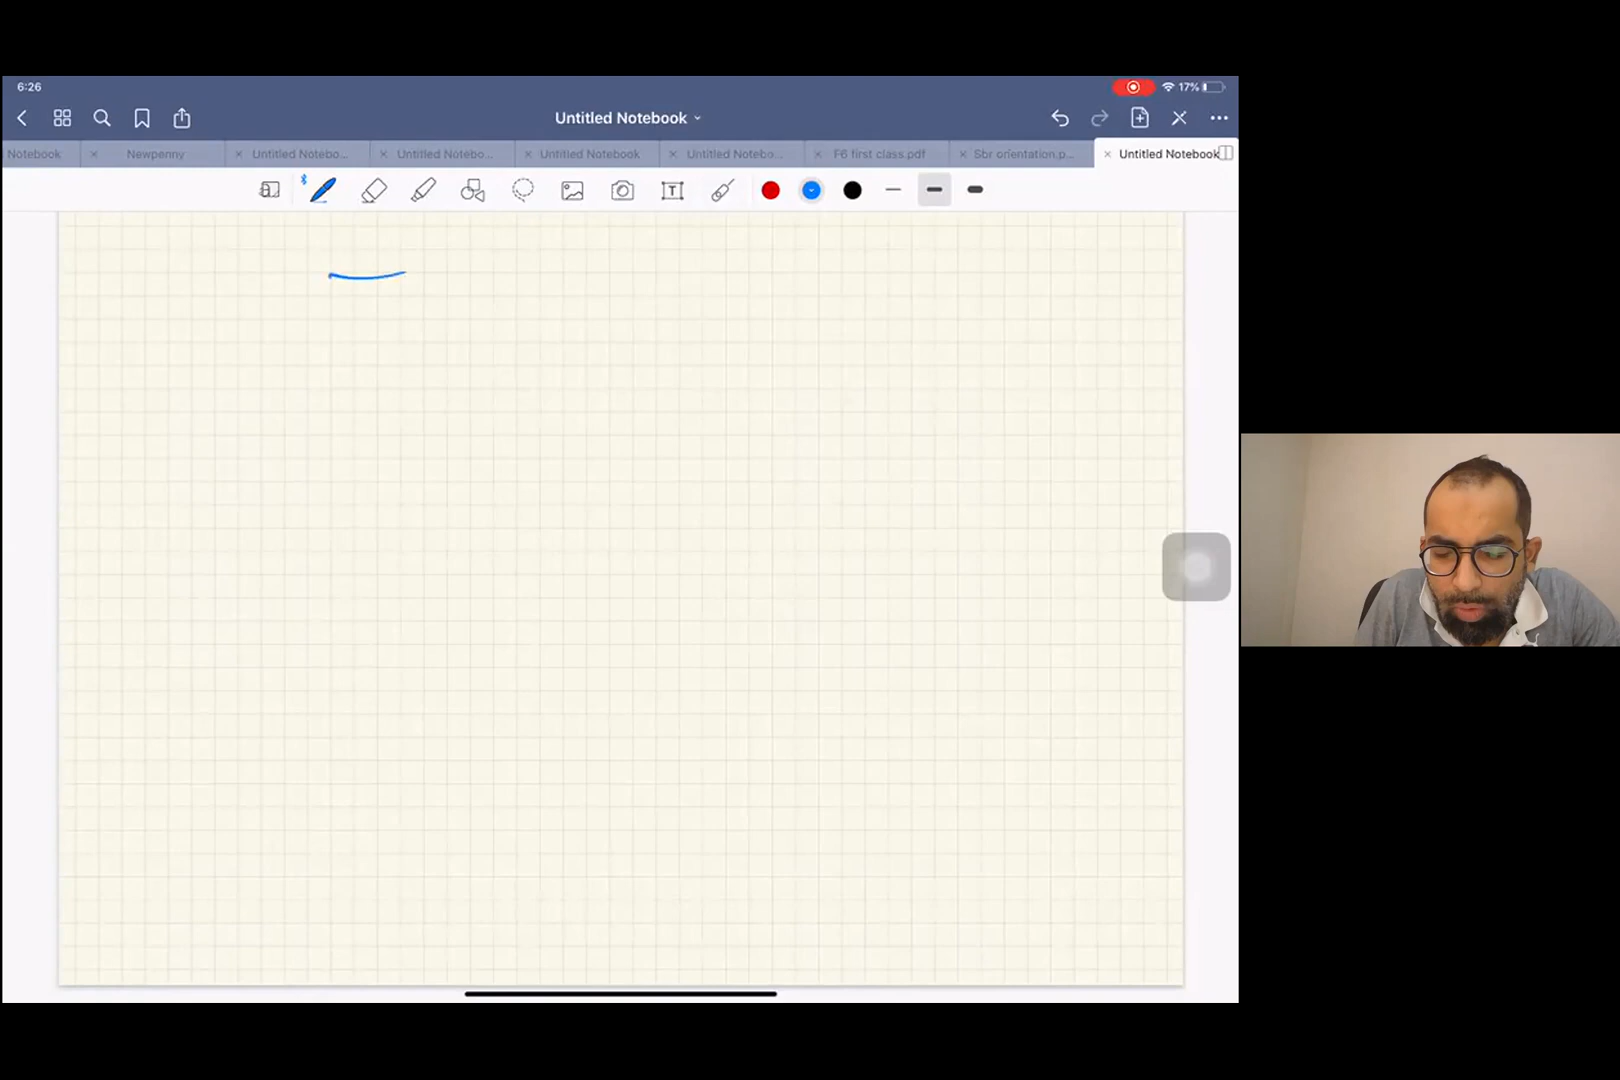 6:26
17%
Untitled Notebook
Notebook
Newpenny
Untitled Notebo...
Untitled Notebo...
Untitled Notebook
Untitled Notebo...
F6 first class.pdf
Sbr orientation.p...
Untitled Notebook
T